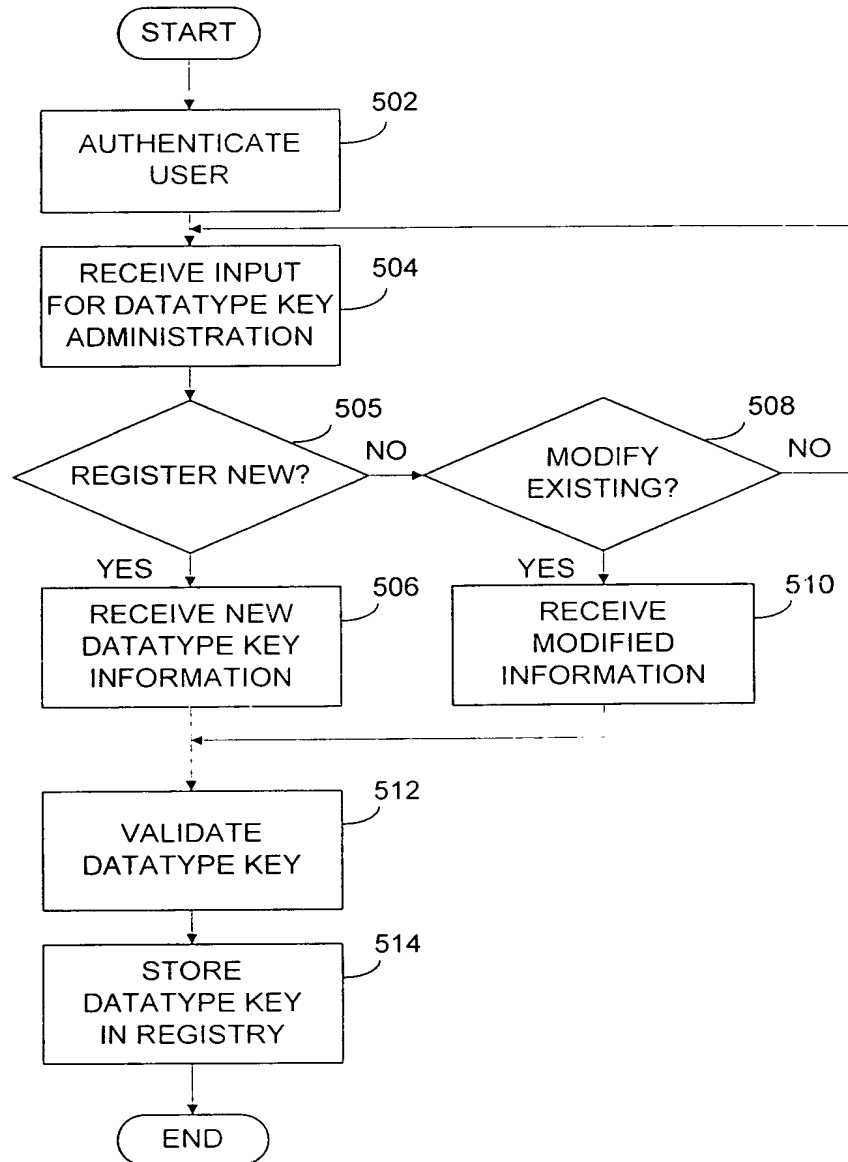 START
502
AUTHENTICATE
USER
RECEIVE INPUT
FOR DATATYPE KEY
ADMINISTRATION
504
505
REGISTER NEW?
NO
508
MODIFY
EXISTING?
NO
YES
RECEIVE NEW
DATATYPE KEY
INFORMATION
506
YES
RECEIVE
MODIFIED
INFORMATION
510
512
VALIDATE
DATATYPE KEY
514
STORE
DATATYPE KEY
IN REGISTRY
END